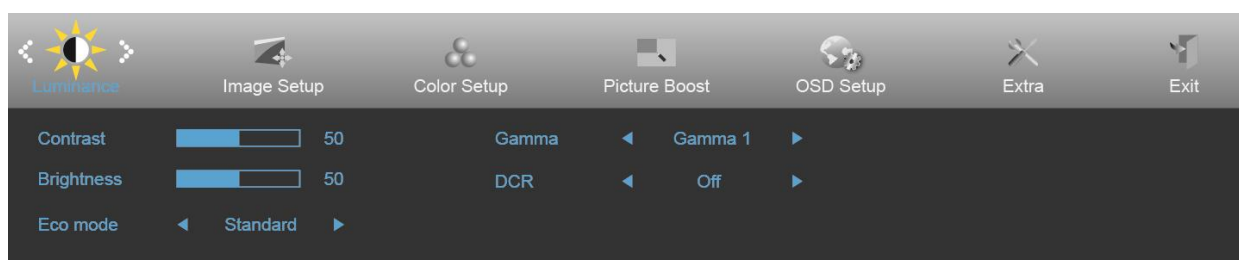 Luminance Image Setup Color Setup Picture Boost OSD Setup Extra Exit
Contrast 50 Gamma Gamma 1
Brightness 50 DCR Off
Eco mode Standard